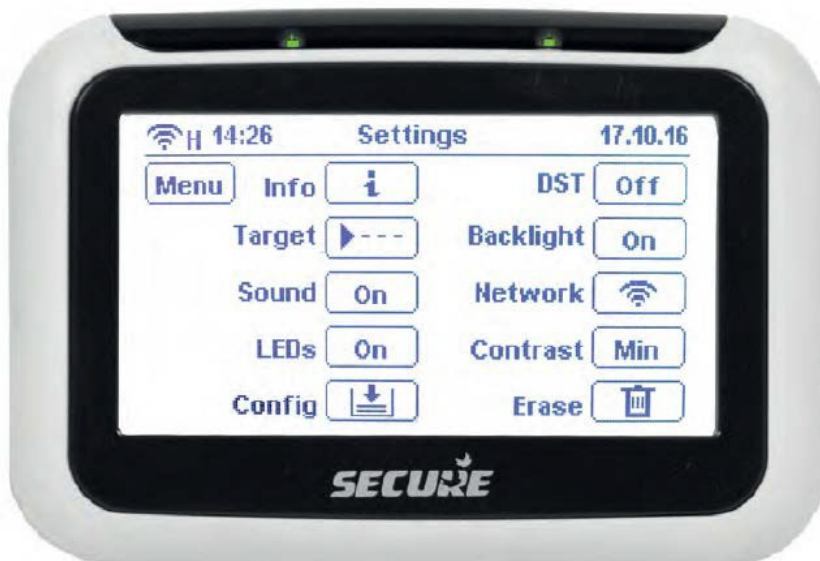 H 14:26 Settings 17.10.16
Menu Info i DST Off
Target --- Backlight On
Sound On Network
LEDs On Contrast Min
Config Erase
SECURE